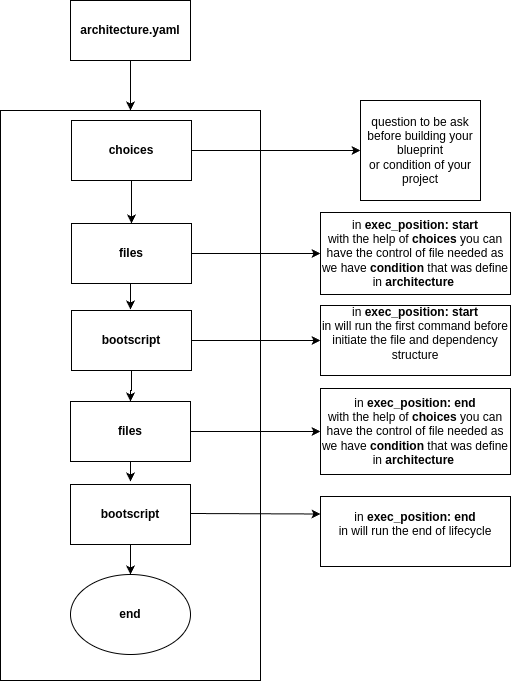 architecture.yaml
choices
question to be ask
before building your
blueprint
or condition of your
project
files
in exec_position: start
with the help of choices you can
have the control of file needed as
we have condition that was define
in architecture
bootscript
in exec_position: start
in will run the first command before
initiate the file and dependency
structure
files
in exec_position: end
with the help of choices you can
have the control of file needed as
we have condition that was define
in architecture
bootscript
in exec_position: end
in will run the end of lifecycle
end